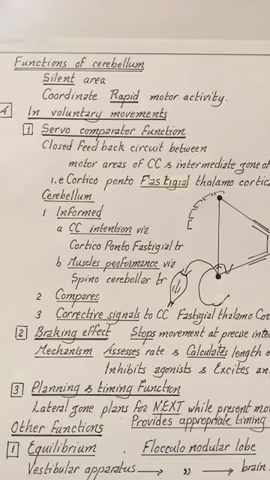 Functions of cerebellum
Silent area
Coordinate Rapid motor activity.
A In voluntary movements
1 Servo comparator Function
Closed Feed back circuit between
motor areas of CC & intermediate zone of
i.e Cortico ponto Fastigial thalamo cortica
Cerebellum
1 Informed
a CC intention viz
Cortico Ponto Fastigial tr
b Muscles performance viz
Spino cerebellar tr
2 Compares
3 Corrective signals to CC Fastigial thalamo Cor
2 Braking effect Stops movement at precise inte
Mechanism Assesses rate & Calculates length o
Inhibits agonists & Excites an
3 Planning & timing Function
Lateral zone plans for NEXT while present mo
Provides appropriate timing
Other functions
1 Equilibrium Flocculo nodular lobe
Vestibular apparatus → " → brain